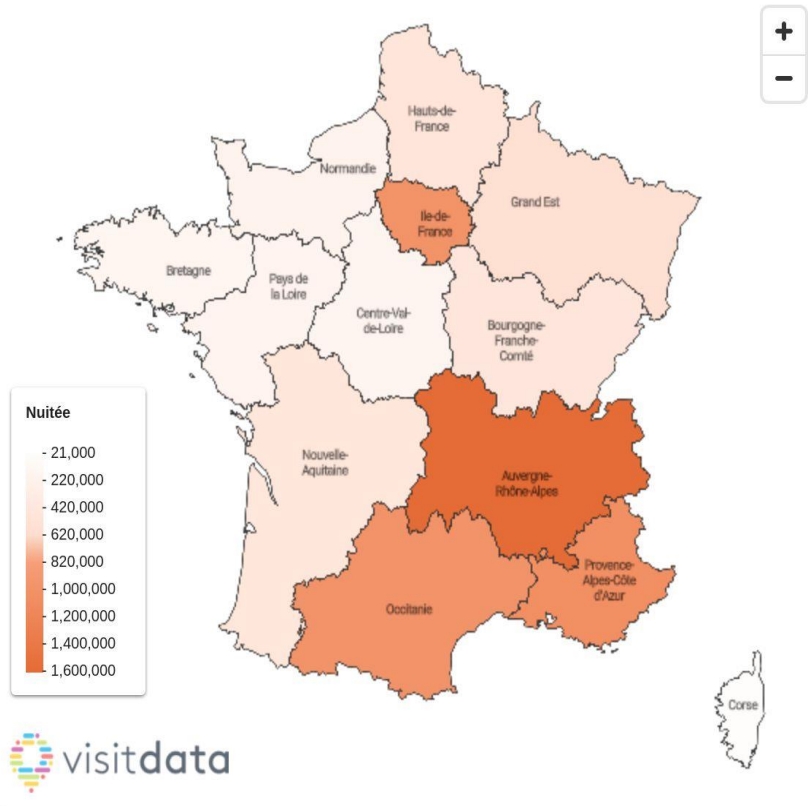 +
−
Hauts-de-
France
Normandie
Grand Est
Ile-de-
France
Bretagne
Pays de
la Loire
Centre-Val-
de-Loire
Bourgogne-
Franche-
Comté
Nouvelle-
Aquitaine
Auvergne-
Rhône-Alpes
Provence-
Alpes-Côte
d'Azur
Occitanie
Corse
Nuitée
- 21,000
- 220,000
- 420,000
- 620,000
- 820,000
- 1,000,000
- 1,200,000
- 1,400,000
- 1,600,000
visitdata